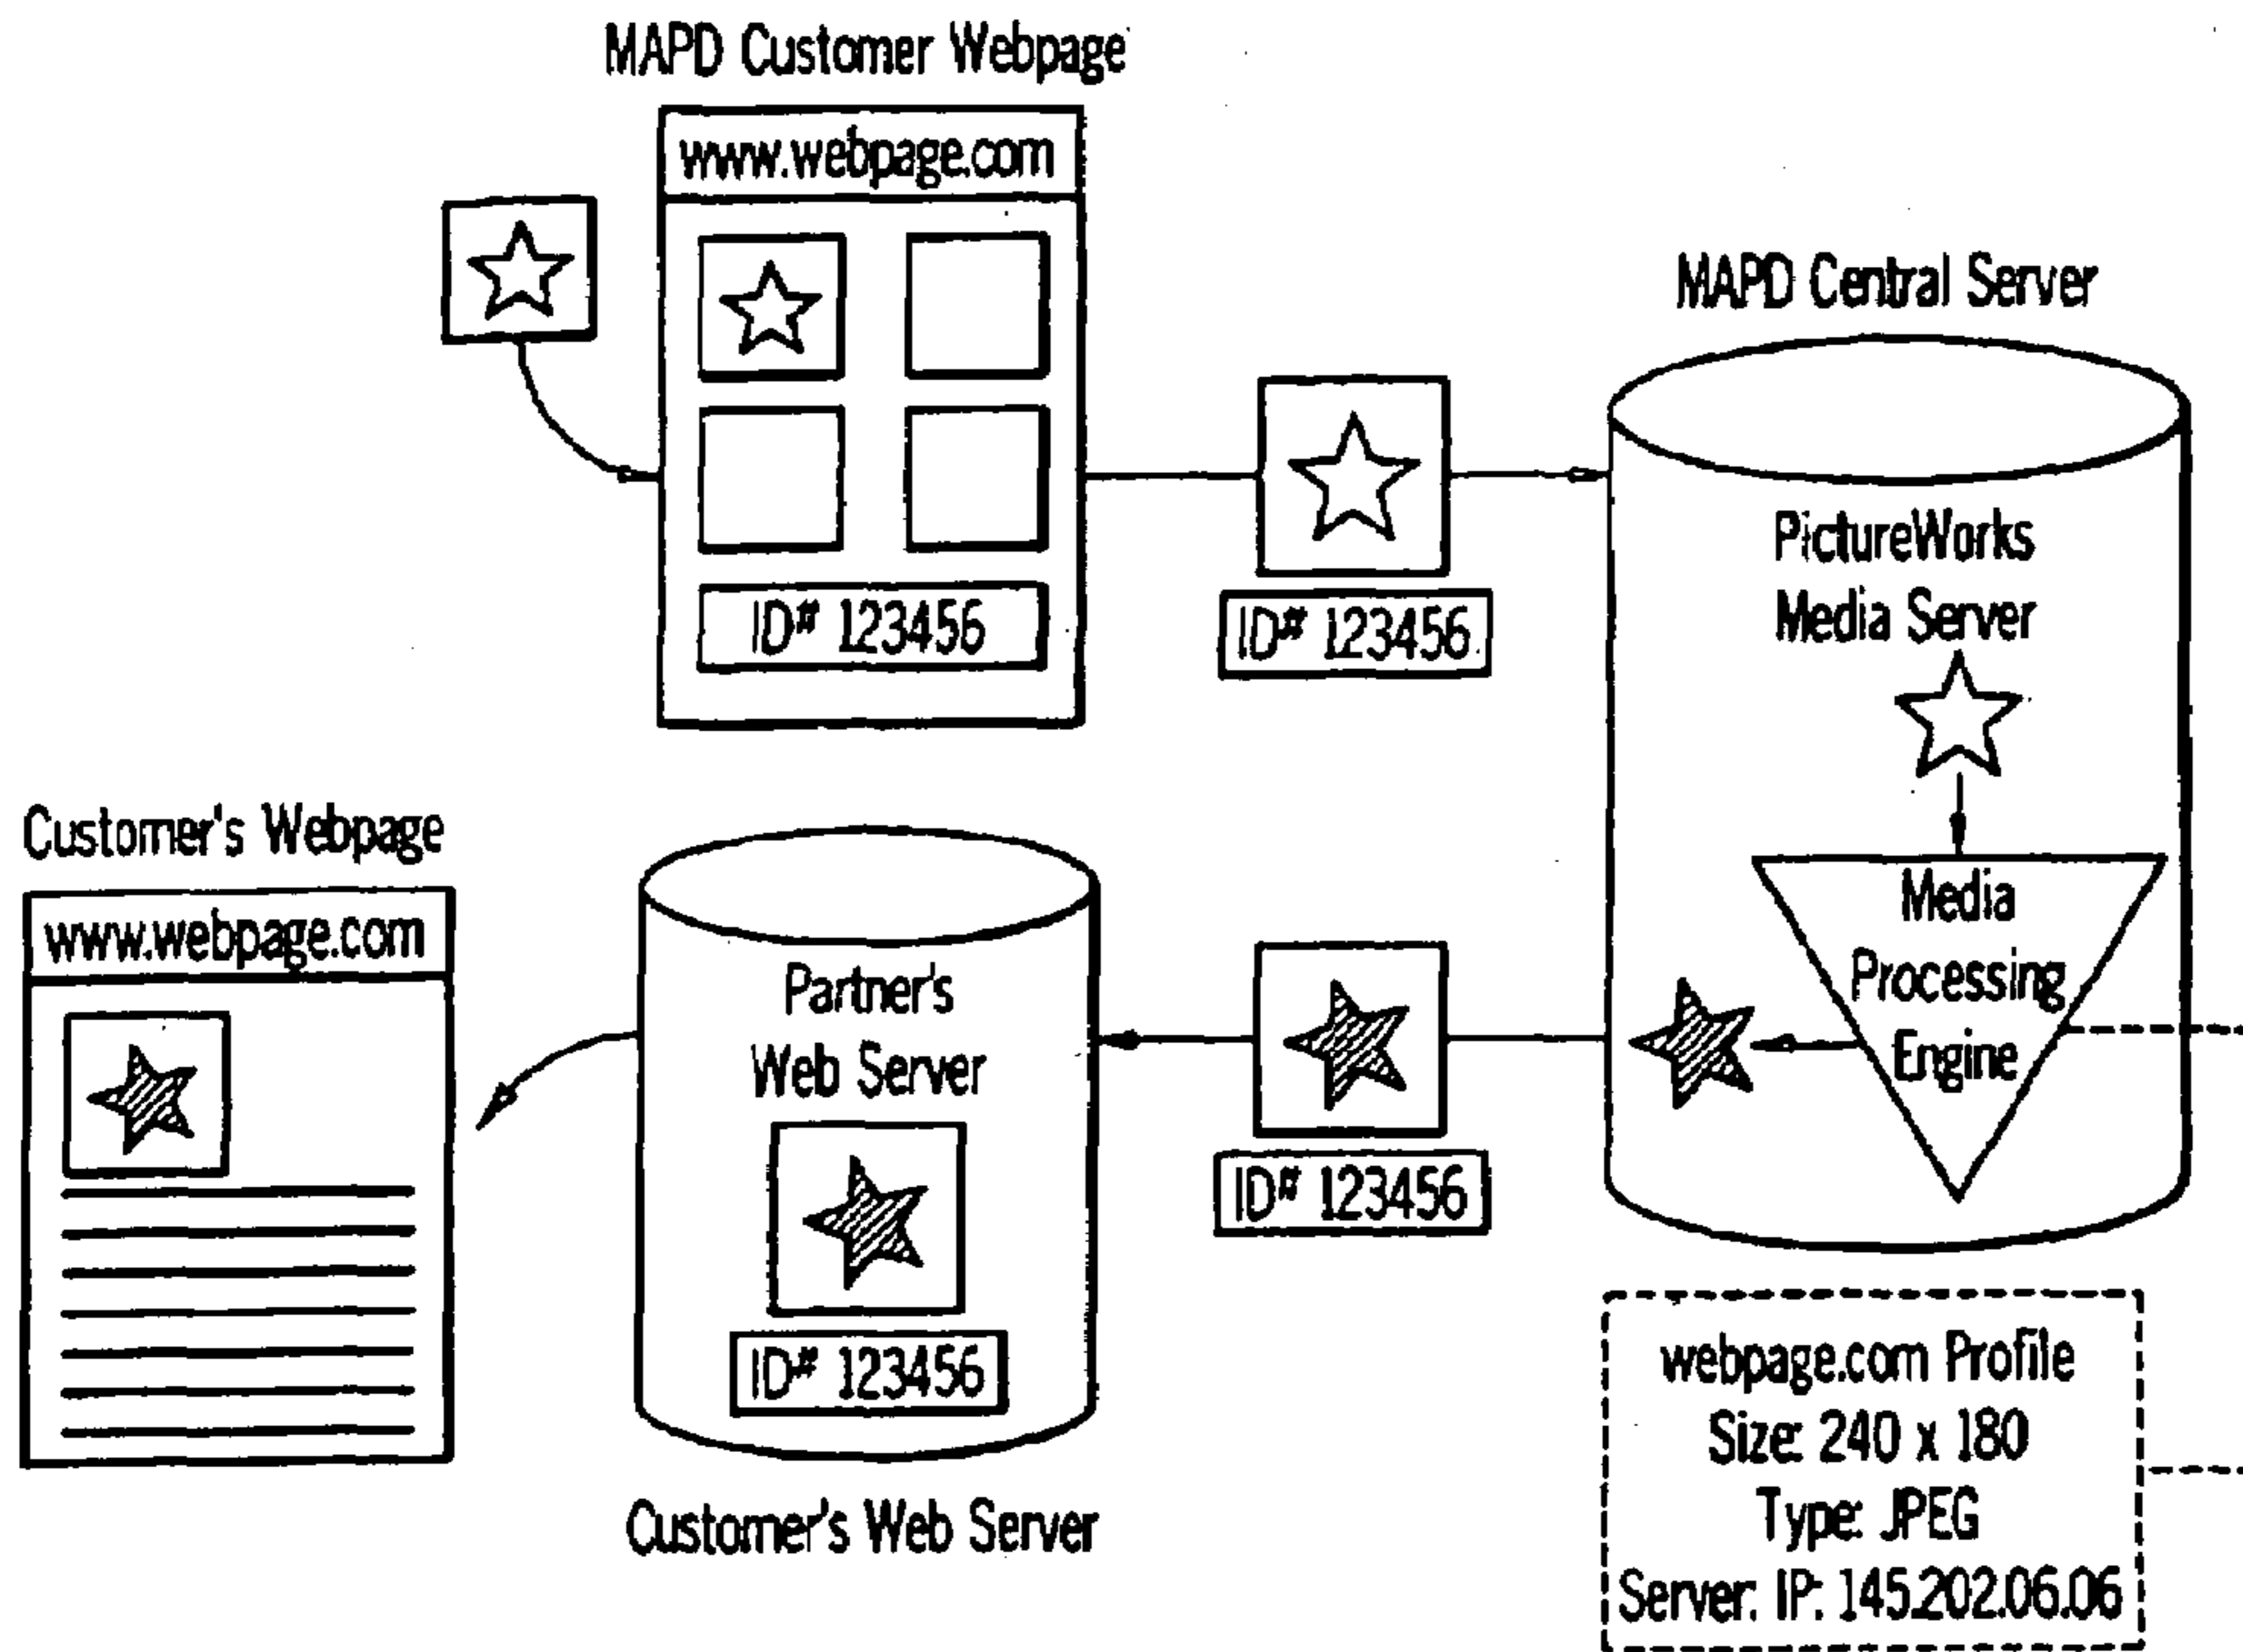 MAPD Customer Webpage
www.webpage.com
ID# 123456
ID# 123456
MAPD Central Server
PictureWorks
Media Server
Media
Processing
Engine
Customer's Webpage
www.webpage.com
Partner's
Web Server
ID# 123456
Customer's Web Server
ID# 123456
webpage.com Profile
Size: 240 x 180
Type: JPEG
Server: IP: 145.202.06.06